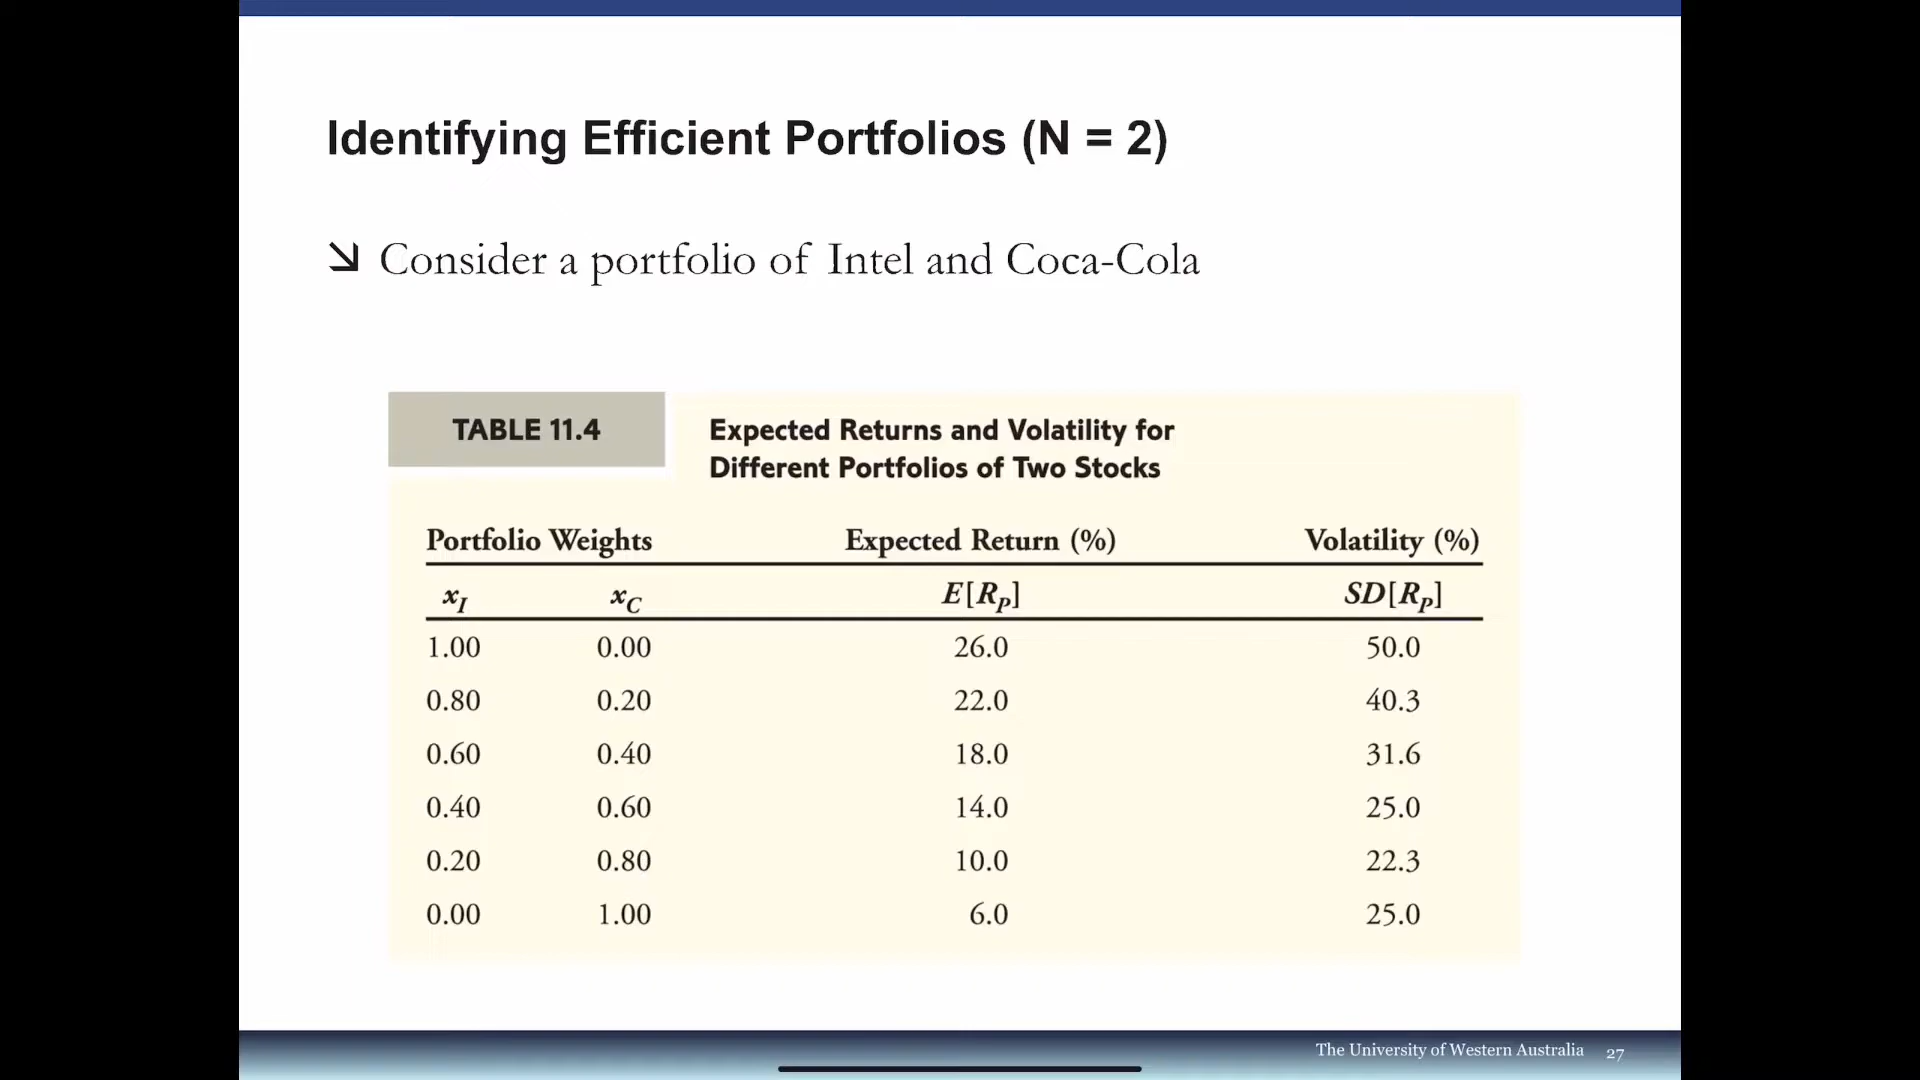 Identifying Efficient Portfolios (N = 2)
Consider a portfolio of Intel and Coca-Cola
TABLE 11.4
Expected Returns and Volatility for
Different Portfolios of Two Stocks
Portfolio Weights Expected Return (%) Volatility (%)
x_I x_C E[R_P] SD[R_P]
1.00 0.00 26.0 50.0
0.80 0.20 22.0 40.3
0.60 0.40 18.0 31.6
0.40 0.60 14.0 25.0
0.20 0.80 10.0 22.3
0.00 1.00 6.0 25.0
The University of Western Australia 27